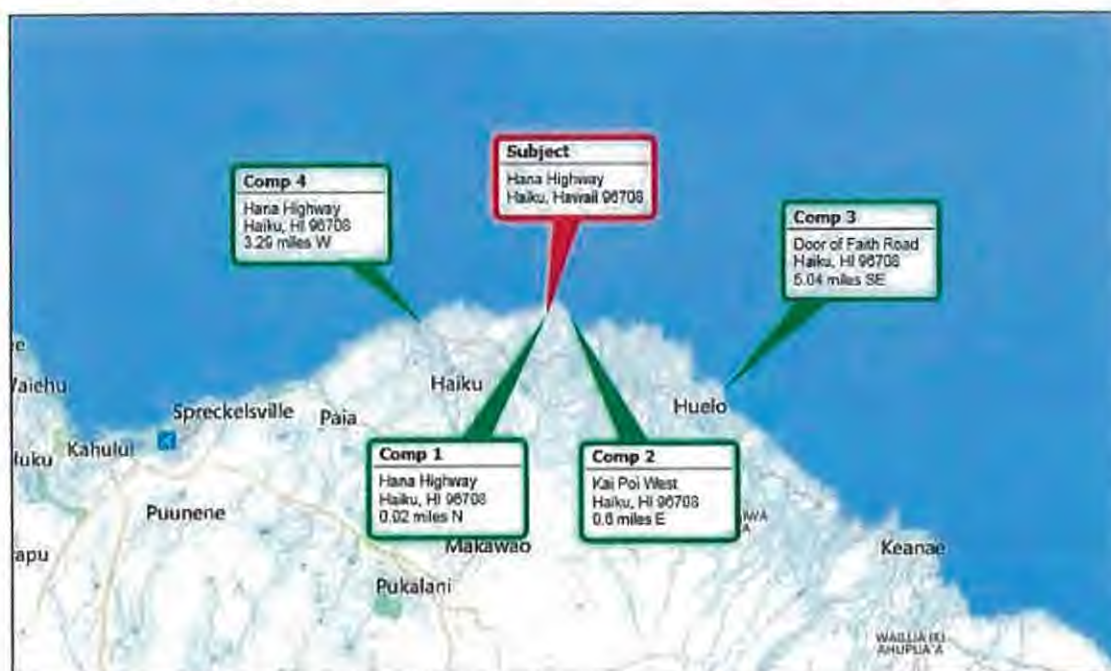 Subject
Hana Highway
Haiku, Hawaii 96708
Comp 4
Hana Highway
Haiku, HI 96708
3.29 miles W
Comp 3
Door of Faith Road
Haiku, HI 96708
5.04 miles SE
Haiku
Huelo
Spreckelsville
Paia
Kahului
Comp 1
Hana Highway
Haiku, HI 96708
0.02 miles N
Comp 2
Kai Poi West
Haiku, HI 96708
0.6 miles E
Puunene
Makawao
Keanae
Pukalani
AHUPUA'A